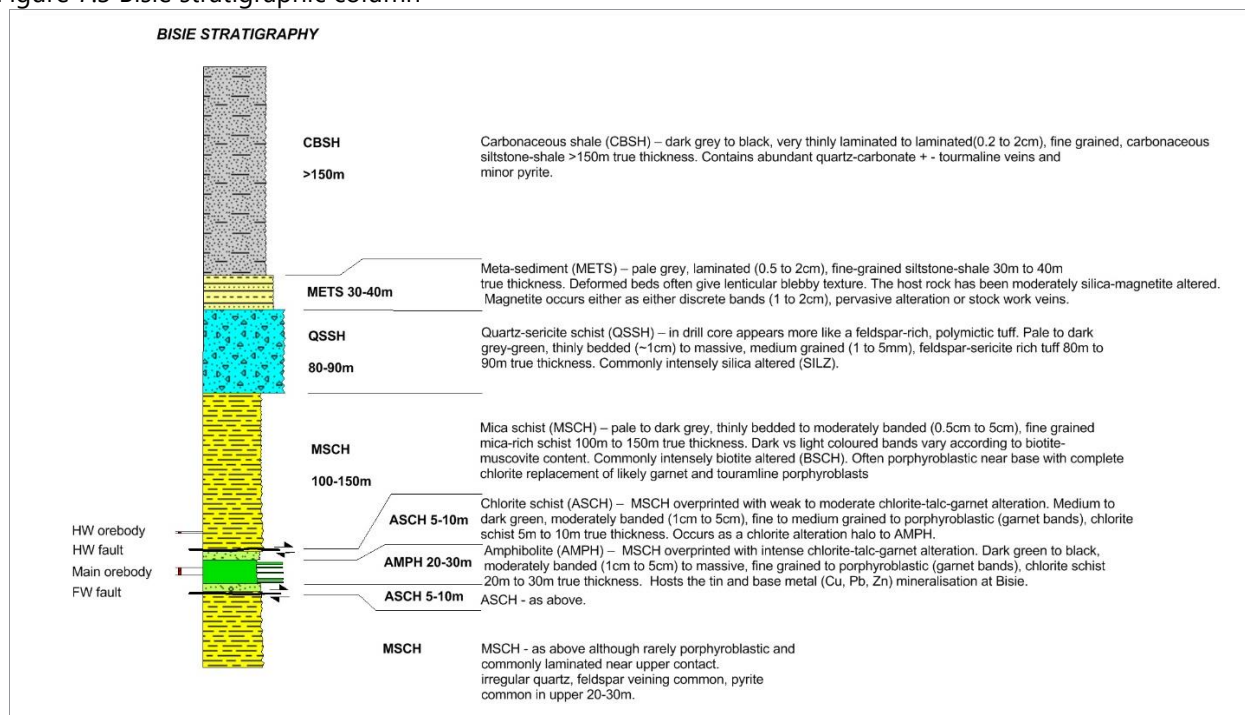 BISIE STRATIGRAPHY
CBSH
>150m
Carbonaceous shale (CBSH) – dark grey to black, very thinly laminated to laminated(0.2 to 2cm), fine grained, carbonaceous
siltstone-shale >150m true thickness. Contains abundant quartz-carbonate + - tourmaline veins and
minor pyrite.
METS 30-40m
Meta-sediment (METS) – pale grey, laminated (0.5 to 2cm), fine-grained siltstone-shale 30m to 40m
true thickness. Deformed beds often give lenticular blebby texture. The host rock has been moderately silica-magnetite altered.
Magnetite occurs either as either discrete bands (1 to 2cm), pervasive alteration or stock work veins.
QSSH
80-90m
Quartz-sericite schist (QSSH) – in drill core appears more like a feldspar-rich, polymictic tuff. Pale to dark
grey-green, thinly bedded (~1cm) to massive, medium grained (1 to 5mm), feldspar-sericite rich tuff 80m to
90m true thickness. Commonly intensely silica altered (SILZ).
MSCH
100-150m
Mica schist (MSCH) – pale to dark grey, thinly bedded to moderately banded (0.5cm to 5cm), fine grained
mica-rich schist 100m to 150m true thickness. Dark vs light coloured bands vary according to biotite-
muscovite content. Commonly intensely biotite altered (BSCH). Often porphyroblastic near base with complete
chlorite replacement of likely garnet and touramline porphyroblasts
ASCH 5-10m
Chlorite schist (ASCH) – MSCH overprinted with weak to moderate chlorite-talc-garnet alteration. Medium to
dark green, moderately banded (1cm to 5cm), fine to medium grained to porphyroblastic (garnet bands), chlorite
schist 5m to 10m true thickness. Occurs as a chlorite alteration halo to AMPH.
HW orebody
HW fault
Main orebody
FW fault
AMPH 20-30m
Amphibolite (AMPH) – MSCH overprinted with intense chlorite-talc-garnet alteration. Dark green to black,
moderately banded (1cm to 5cm) to massive, fine grained to porphyroblastic (garnet bands), chlorite schist
20m to 30m true thickness. Hosts the tin and base metal (Cu, Pb, Zn) mineralisation at Bisie.
ASCH 5-10m
ASCH - as above.
MSCH
MSCH - as above although rarely porphyroblastic and
commonly laminated near upper contact.
irregular quartz, feldspar veining common, pyrite
common in upper 20-30m.